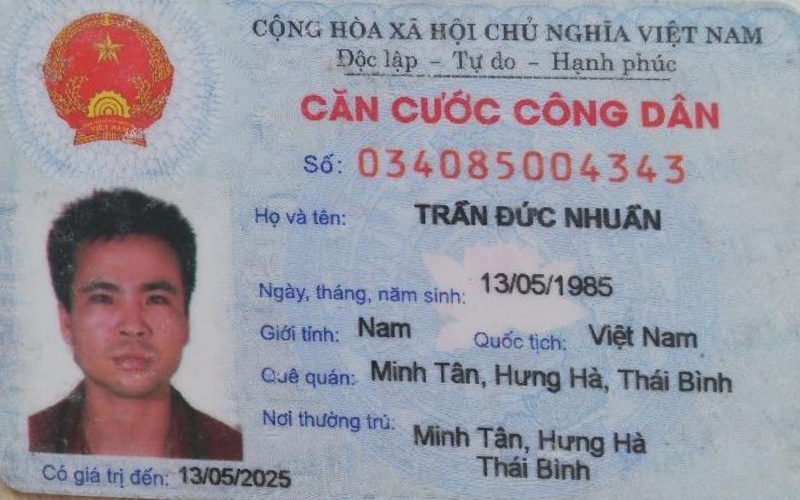 CỘNG HÒA XÃ HỘI CHỦ NGHĨA VIỆT NAM
Độc lập – Tự do – Hạnh phúc
CĂN CƯỚC CÔNG DÂN
Số: 034085004343
Họ và tên: TRẦN ĐỨC NHUẦN
Ngày, tháng, năm sinh: 13/05/1985
Giới tính: Nam Quốc tịch: Việt Nam
Quê quán: Minh Tân, Hưng Hà, Thái Bình
Nơi thường trú: Minh Tân, Hưng Hà
Thái Bình
Có giá trị đến: 13/05/2025